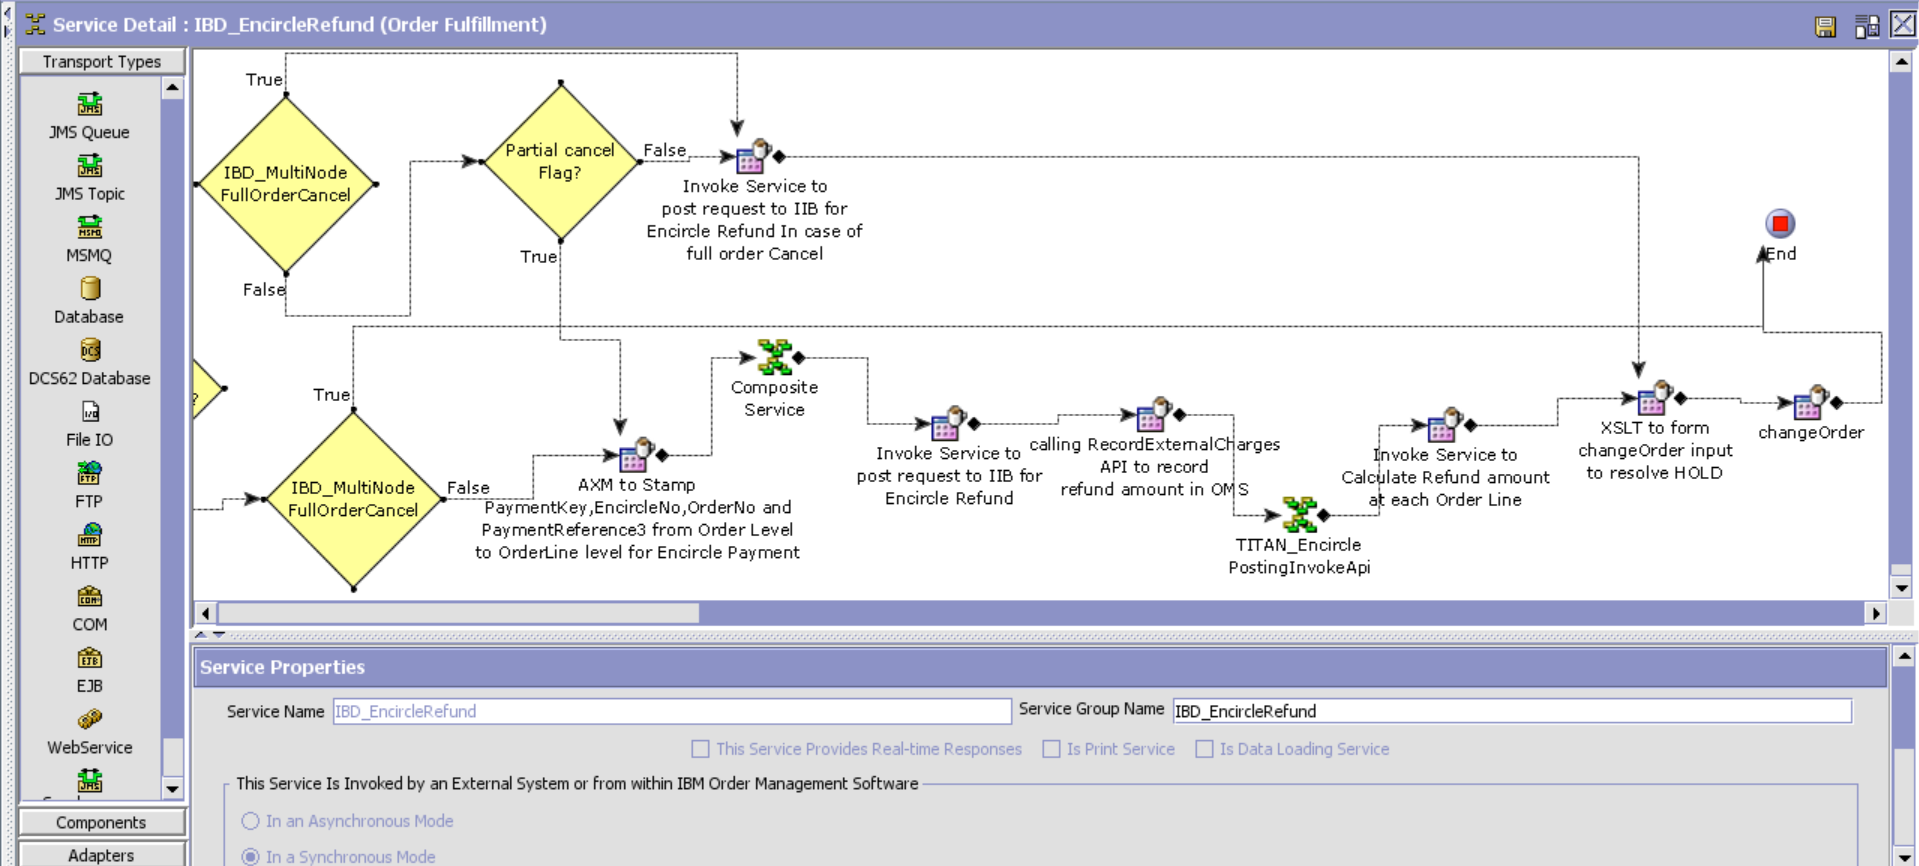 Service Detail : IBD_EncircleRefund (Order Fulfillment)
Transport Types
JMS Queue
JMS Topic
MSMQ
Database
DCS
DCS62 Database
I/O
File IO
FTP
HTTP
COM
EJB
WebService
Components
Adapters
True
IBD_MultiNode
FullOrderCancel
False
Partial cancel
Flag?
False
True
Invoke Service to
post request to IIB for
Encircle Refund In case of
full order Cancel
End
?
True
IBD_MultiNode
FullOrderCancel
False
AXM to Stamp
PaymentKey,EncircleNo,OrderNo and
PaymentReference3 from Order Level
to OrderLine level for Encircle Payment
Composite
Service
Invoke Service to
post request to IIB for
Encircle Refund
calling RecordExternalCharges
API to record
refund amount in OMS
TITAN_Encircle
PostingInvokeApi
Invoke Service to
Calculate Refund amount
at each Order Line
XSLT to form
changeOrder input
to resolve HOLD
changeOrder
Service Properties
Service Name IBD_EncircleRefund
Service Group Name IBD_EncircleRefund
This Service Provides Real-time Responses
Is Print Service
Is Data Loading Service
This Service Is Invoked by an External System or from within IBM Order Management Software
In an Asynchronous Mode
In a Synchronous Mode